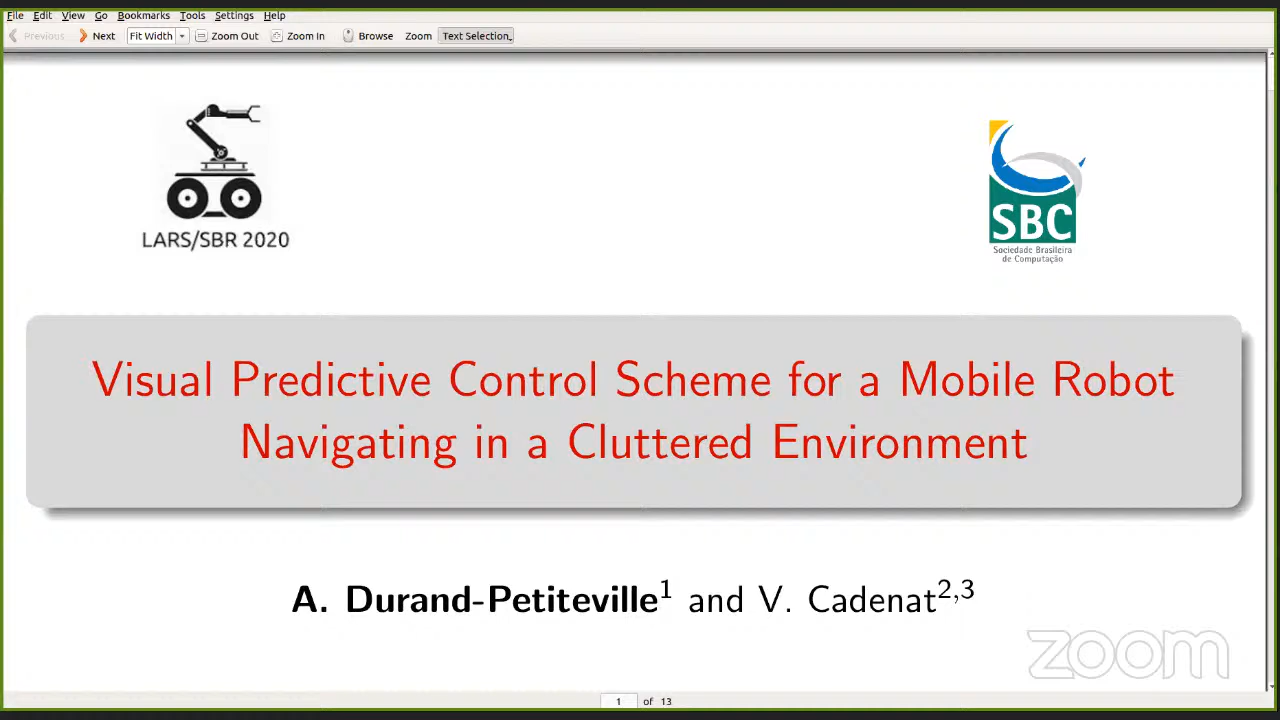 File Edit View Go Bookmarks Tools Settings Help
Previous Next Fit Width Zoom Out Zoom In Browse Zoom Text Selection
LARS/SBR 2020
SBC
Sociedade Brasileira
de Computação
Visual Predictive Control Scheme for a Mobile Robot
Navigating in a Cluttered Environment
A. Durand-Petiteville¹ and V. Cadenat²,³
zoom
1 of 13